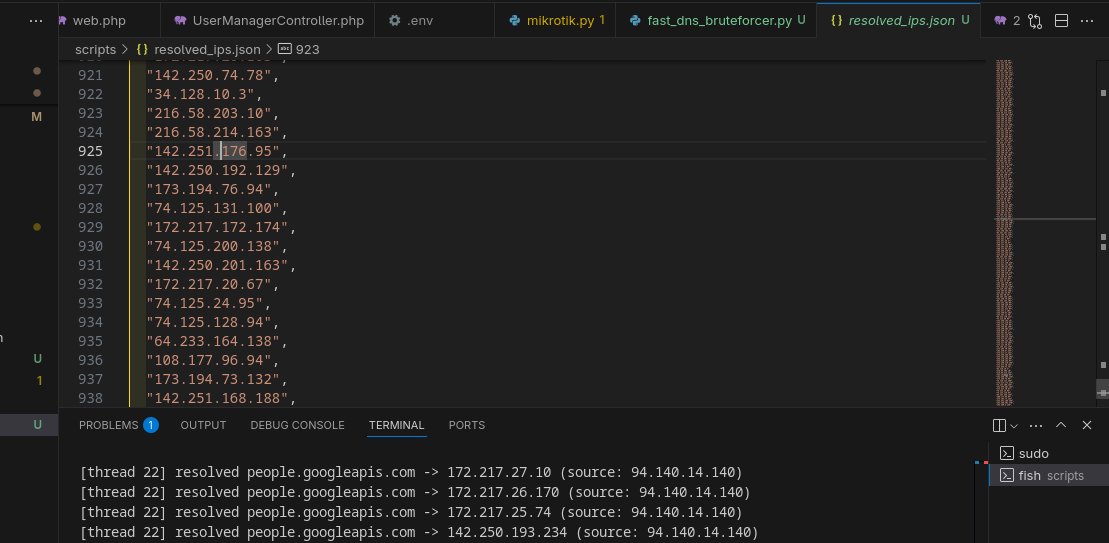 web.php UserManagerController.php .env mikrotik.py 1 fast_dns_bruteforcer.py U resolved_ips.json U 2
scripts > {} resolved_ips.json > abc 923
921 "142.250.74.78",
922 "34.128.10.3",
923 "216.58.203.10",
924 "216.58.214.163",
925 "142.251.176.95",
926 "142.250.192.129",
927 "173.194.76.94",
928 "74.125.131.100",
929 "172.217.172.174",
930 "74.125.200.138",
931 "142.250.201.163",
932 "172.217.20.67",
933 "74.125.24.95",
934 "74.125.128.94",
935 "64.233.164.138",
936 "108.177.96.94",
937 "173.194.73.132",
938 "142.251.168.188",
M
U
1
U
PROBLEMS 1 OUTPUT DEBUG CONSOLE TERMINAL PORTS
[thread 22] resolved people.googleapis.com -> 172.217.27.10 (source: 94.140.14.140)
[thread 22] resolved people.googleapis.com -> 172.217.26.170 (source: 94.140.14.140)
[thread 22] resolved people.googleapis.com -> 172.217.25.74 (source: 94.140.14.140)
[thread 22] resolved people.googleapis.com -> 142.250.193.234 (source: 94.140.14.140)
sudo
fish scripts